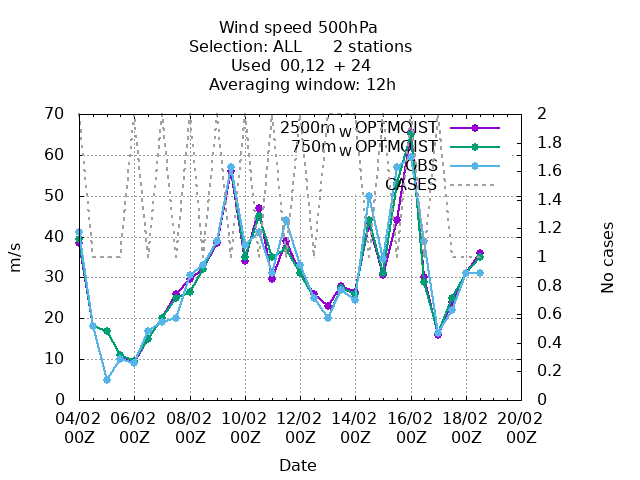 Wind speed 500hPa
Selection: ALL 2 stations
Used 00,12 + 24
Averaging window: 12h
70
60
50
40
30
20
10
0
m/s
2500m W OPTMOIST
750m W OPTMOIST
OBS
CASES
2
1.8
1.6
1.4
1.2
1
0.8
0.6
0.4
0.2
0
No cases
04/02 06/02 08/02 10/02 12/02 14/02 16/02 18/02 20/02
00Z 00Z 00Z 00Z 00Z 00Z 00Z 00Z 00Z
Date